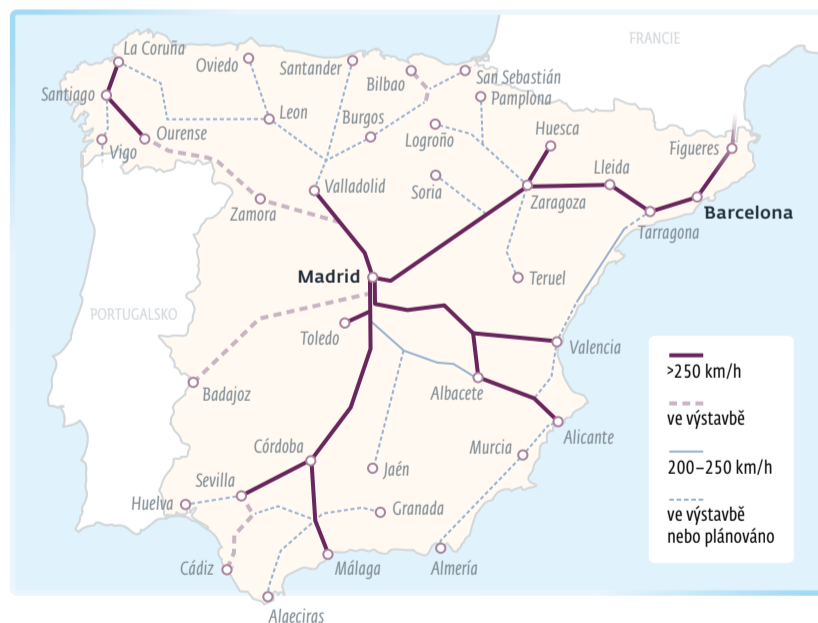 FRANCIE
La Coruña
Oviedo
Santander
Bilbao
San Sebastián
Pamplona
Santiago
Leon
Burgos
Logroño
Huesca
Ourense
Vigo
Figueres
Lleida
Valladolid
Soria
Zaragoza
Zamora
Barcelona
Tarragona
Madrid
Teruel
PORTUGALSKO
Toledo
Valencia
Badajoz
Albacete
Alicante
Córdoba
Murcia
Jaén
Sevilla
Huelva
Granada
Cádiz
Málaga
Almería
Alaeciras
>250 km/h
ve výstavbě
200–250 km/h
ve výstavbě
nebo plánováno